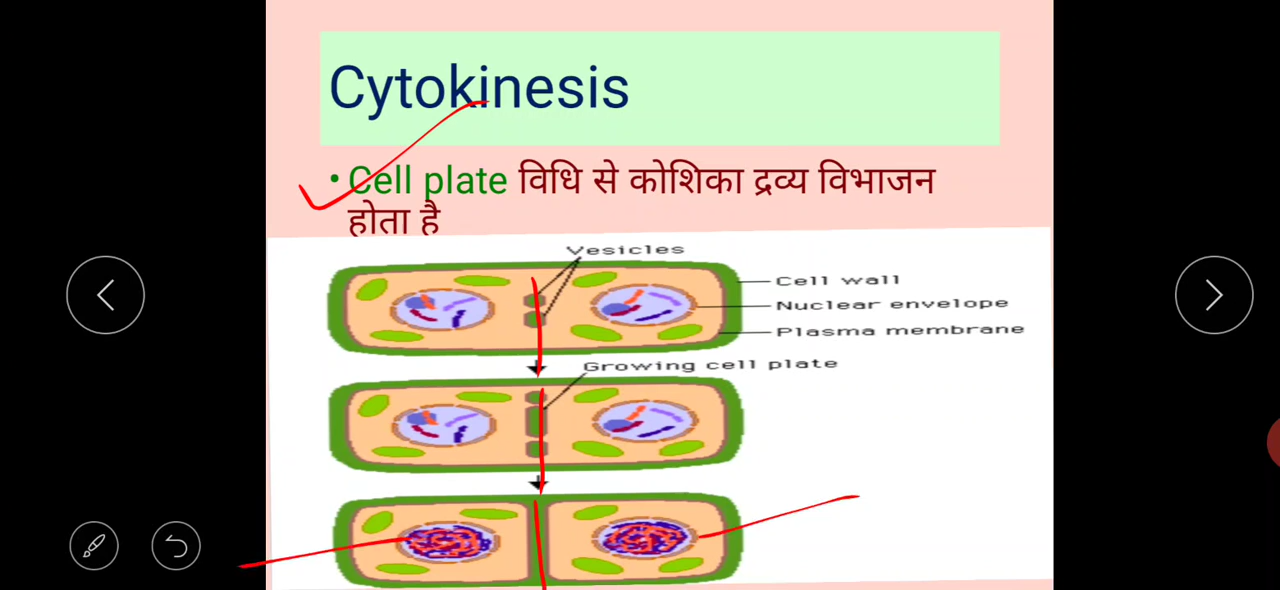 Cytokinesis
• Cell plate विधि से कोशिका द्रव्य विभाजन
होता है
Vesicles
Cell wall
Nuclear envelope
Plasma membrane
Growing cell plate